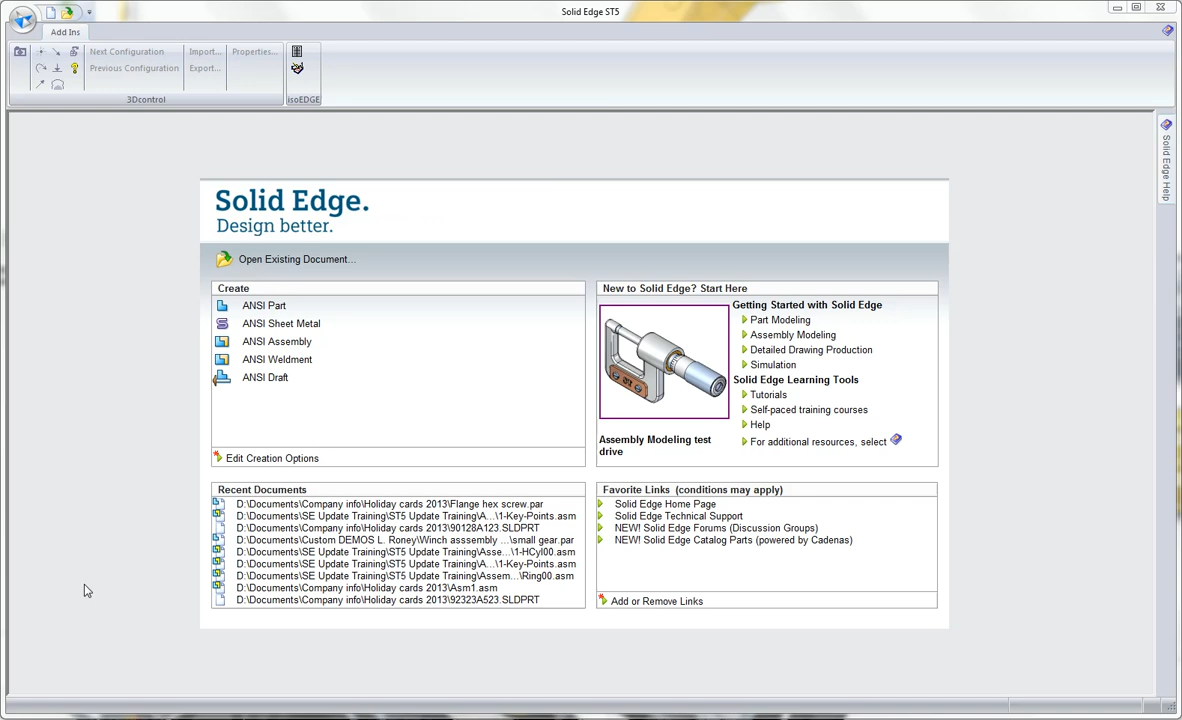 Solid Edge ST5
Add Ins
Next Configuration
Import...
Properties...
Previous Configuration
Export...
3Dcontrol
isoEDGE
Solid Edge Help
Solid Edge.
Design better.
Open Existing Document...
Create
ANSI Part
ANSI Sheet Metal
ANSI Assembly
ANSI Weldment
ANSI Draft
Edit Creation Options
New to Solid Edge? Start Here
Getting Started with Solid Edge
Part Modeling
Assembly Modeling
Detailed Drawing Production
Simulation
Solid Edge Learning Tools
Tutorials
Self-paced training courses
Help
For additional resources, select
Assembly Modeling test
drive
Recent Documents
D:\Documents\Company info\Holiday cards 2013\Flange hex screw.par
D:\Documents\SE Update Training\ST5 Update Training\A...\1-Key-Points.asm
D:\Documents\Company info\Holiday cards 2013\90128A123.SLDPRT
D:\Documents\Custom DEMOS L. Roney\Winch asssembly ...\small gear.par
D:\Documents\SE Update Training\ST5 Update Training\Asse...\1-HCyl00.asm
D:\Documents\SE Update Training\ST5 Update Training\A...\1-Key-Points.asm
D:\Documents\SE Update Training\ST5 Update Training\Assem...\Ring00.asm
D:\Documents\Company info\Holiday cards 2013\Asm1.asm
D:\Documents\Company info\Holiday cards 2013\92323A523.SLDPRT
Favorite Links (conditions may apply)
Solid Edge Home Page
Solid Edge Technical Support
NEW! Solid Edge Forums (Discussion Groups)
NEW! Solid Edge Catalog Parts (powered by Cadenas)
Add or Remove Links